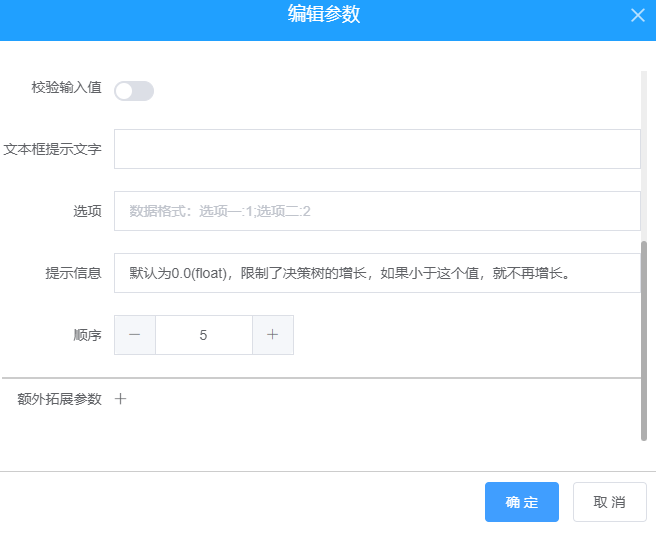 编辑参数
校验输入值
文本框提示文字
选项 数据格式：选项一:1;选项二:2
提示信息 默认为0.0(float)，限制了决策树的增长，如果小于这个值，就不再增长。
顺序 5
额外拓展参数
确 定 取 消